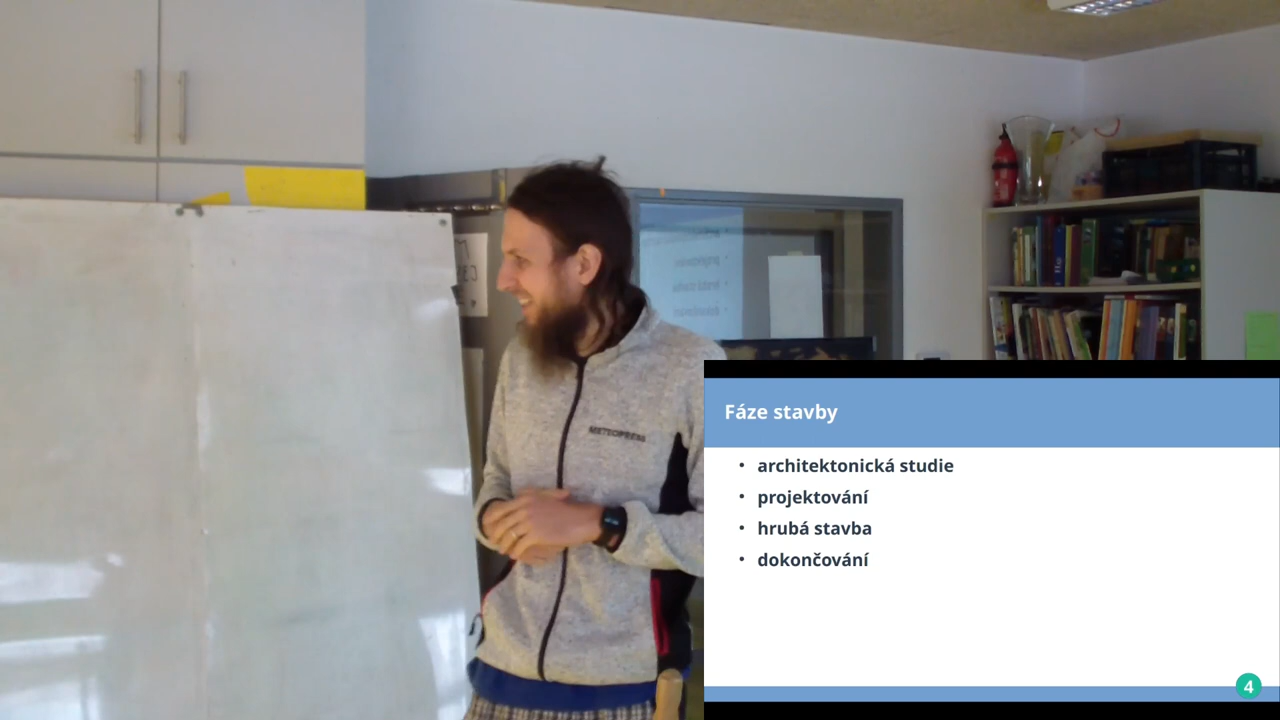 METEOPRESS
Fáze stavby
• architektonická studie
• projektování
• hrubá stavba
• dokončování
4